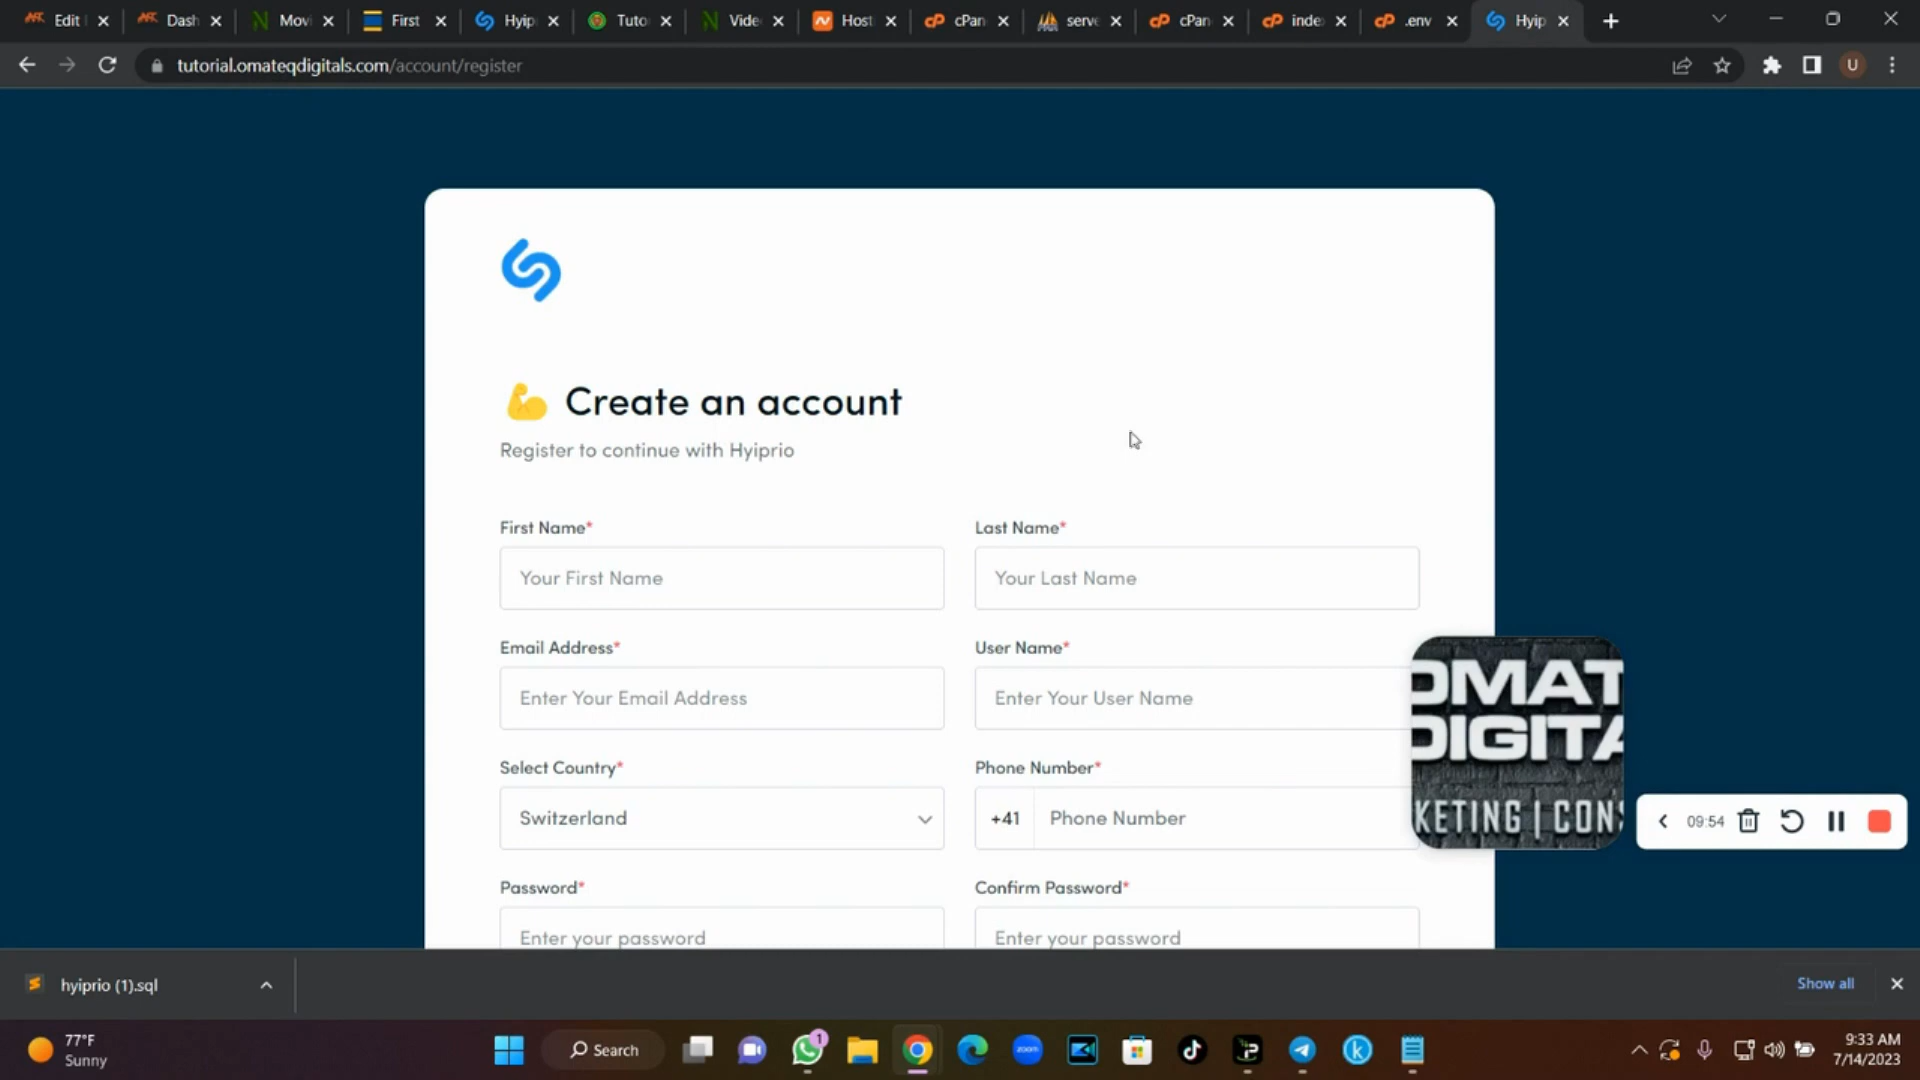 Edit
Dash
Movi
First
Hyip
Tuto
Vide
Host
cPan
serve
cPan
inde
.env
Hyip
tutorial.omateqdigitals.com/account/register
U
Create an account
Register to continue with Hyiprio
First Name*
Last Name*
Your First Name
Your Last Name
Email Address*
User Name*
Enter Your Email Address
Enter Your User Name
Select Country*
Phone Number*
Switzerland
+41
Phone Number
Password*
Confirm Password*
Enter your password
Enter your password
OMAT
DIGITA
KETING | CONS
09:54
hyiprio (1).sql
Show all
77°F
Sunny
Search
zoom
1
9:33 AM
7/14/2023